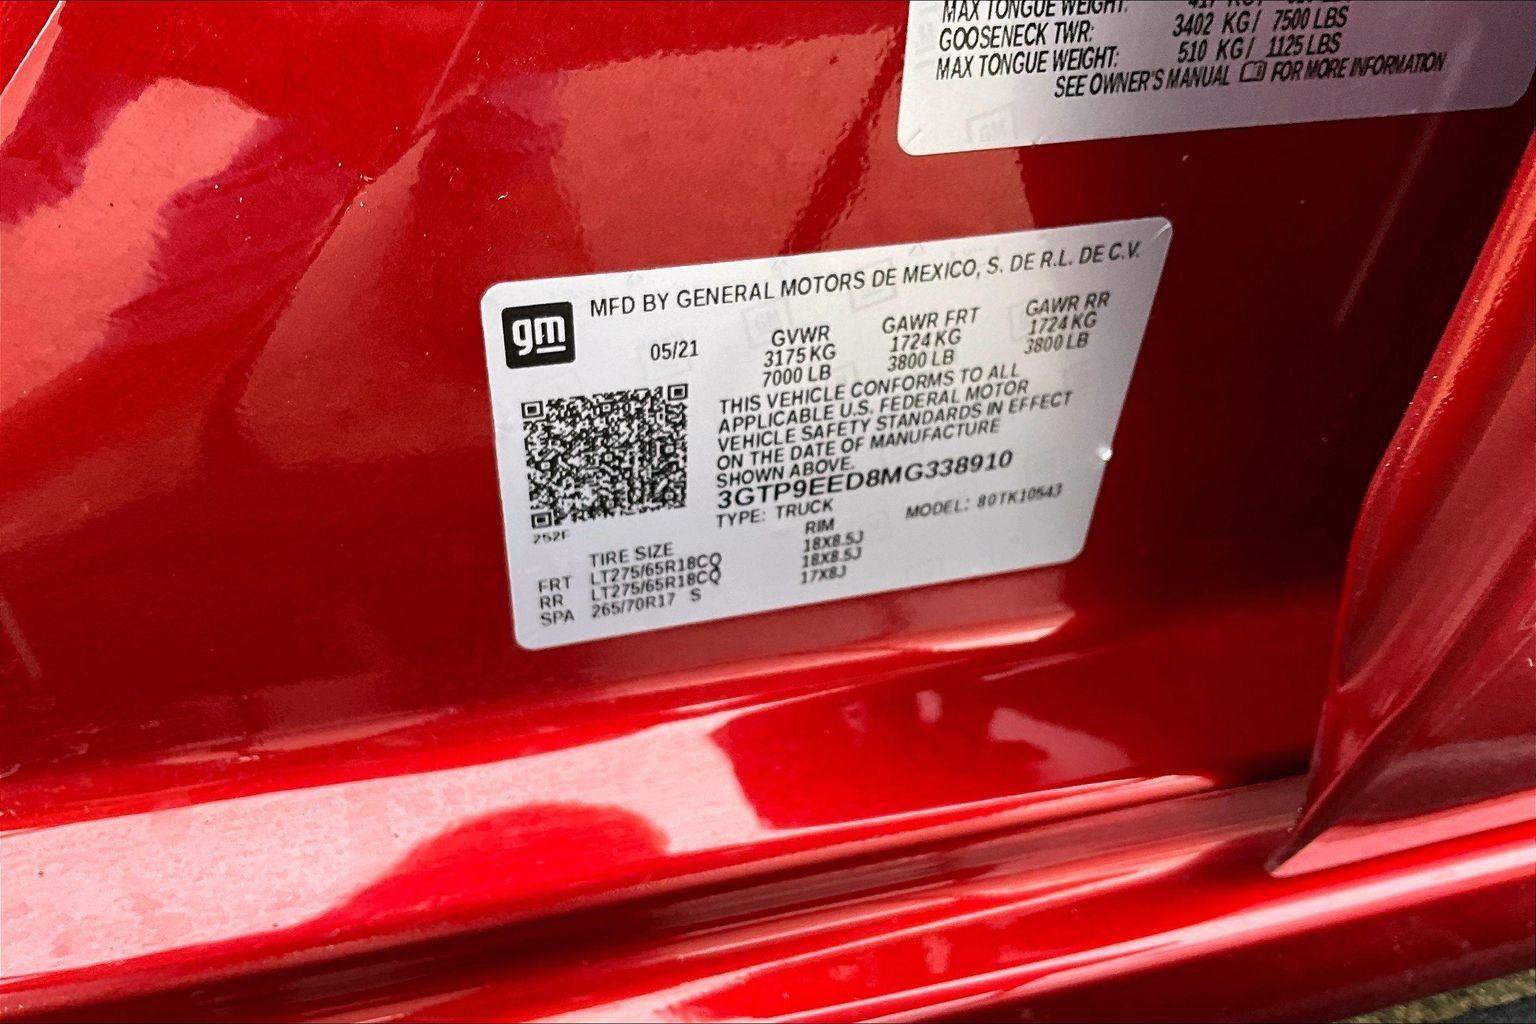 MAX TONGUE WEIGHT:
GOOSENECK TWR: 3402 KG / 7500 LBS
MAX TONGUE WEIGHT: 510 KG / 1125 LBS
SEE OWNER'S MANUAL FOR MORE INFORMATION
gm
MFD BY GENERAL MOTORS DE MEXICO, S. DE R.L. DE C.V.
05/21
GVWR GAWR FRT GAWR RR
3175 KG 1724 KG 1724 KG
7000 LB 3800 LB 3800 LB
THIS VEHICLE CONFORMS TO ALL
APPLICABLE U.S. FEDERAL MOTOR
VEHICLE SAFETY STANDARDS IN EFFECT
ON THE DATE OF MANUFACTURE
SHOWN ABOVE.
3GTP9EED8MG338910
TYPE: TRUCK MODEL: 80TK10543
252F
TIRE SIZE RIM
FRT LT275/65R18CQ 18X8.5J
RR LT275/65R18CQ 18X8.5J
SPA 265/70R17 S 17X8J